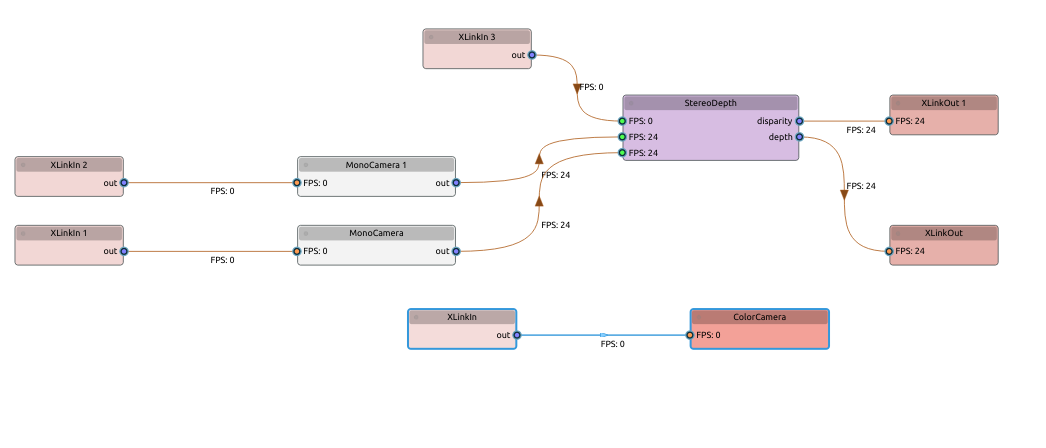 XLinkIn 3
out
FPS: 0
StereoDepth
FPS: 0
disparity
FPS: 24
depth
FPS: 24
FPS: 24
XLinkOut 1
FPS: 24
XLinkIn 2
out
FPS: 0
MonoCamera 1
FPS: 0
out
FPS: 24
FPS: 24
XLinkIn 1
out
FPS: 0
MonoCamera
FPS: 0
out
FPS: 24
XLinkOut
FPS: 24
XLinkIn
out
FPS: 0
ColorCamera
FPS: 0